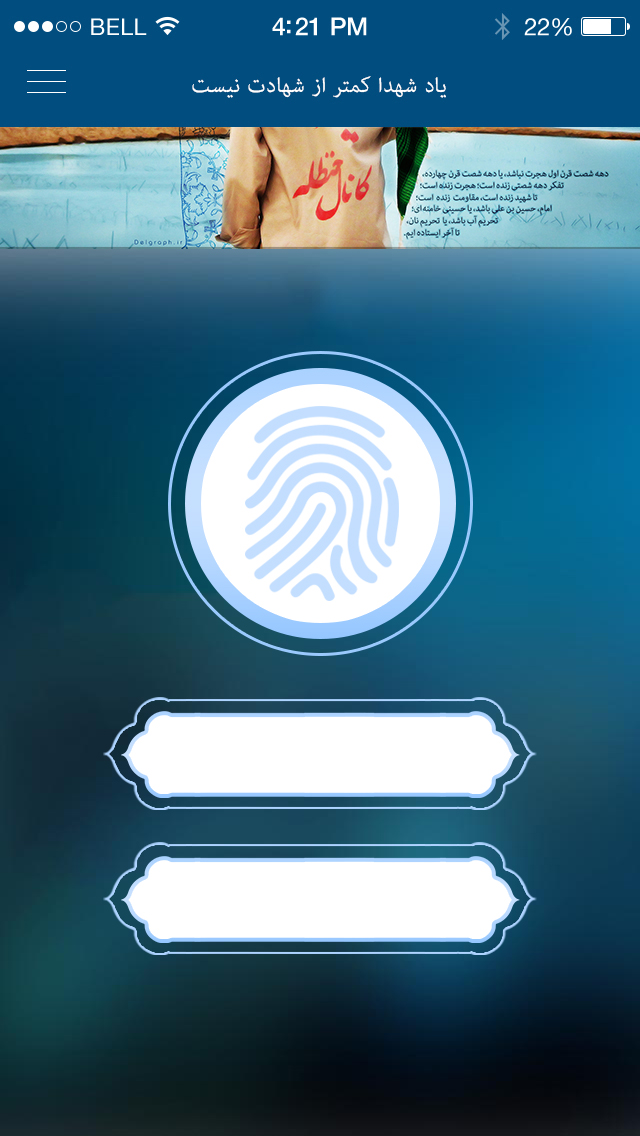 BELL 4:21 PM 22%
یاد شهدا کمتر از شهادت نیست
کانال
دهه شصت قرن اول هجرت نباشد، یا دهه شصت قرن چهارده،
تفکر دهه شصتی زنده است؛ هجرت زنده است؛
تا شهید زنده است، مقاومت زنده است؛
امام، حسین بن علی باشد، یا حسینی خامنه‌ای؛
تحریم آب باشد، یا تحریم نان،
تا آخر ایستاده ایم.
Delgraph.ir